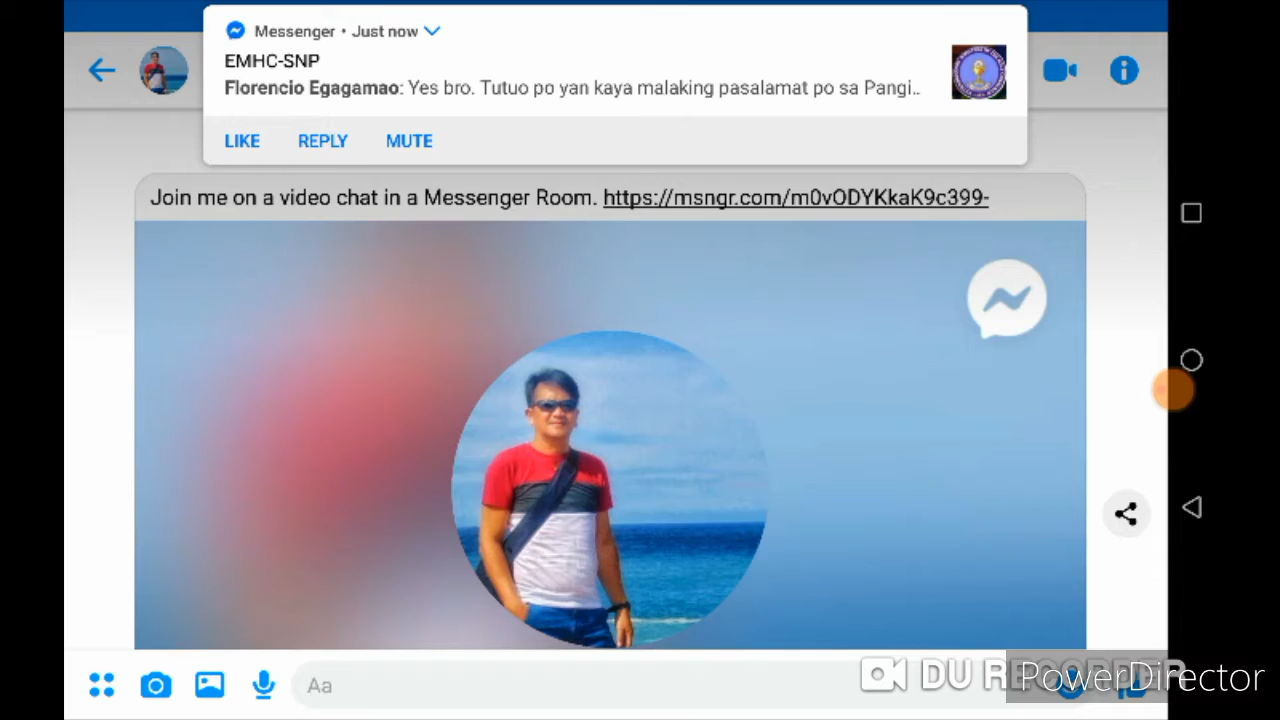 Messenger • Just now
EMHC-SNP
Florencio Egagamao: Yes bro. Tutuo po yan kaya malaking pasalamat po sa Pangi..
LIKE REPLY MUTE
Join me on a video chat in a Messenger Room. https://msngr.com/m0vODYKkaK9c399-
Aa
DU RECORDER
PowerDirector